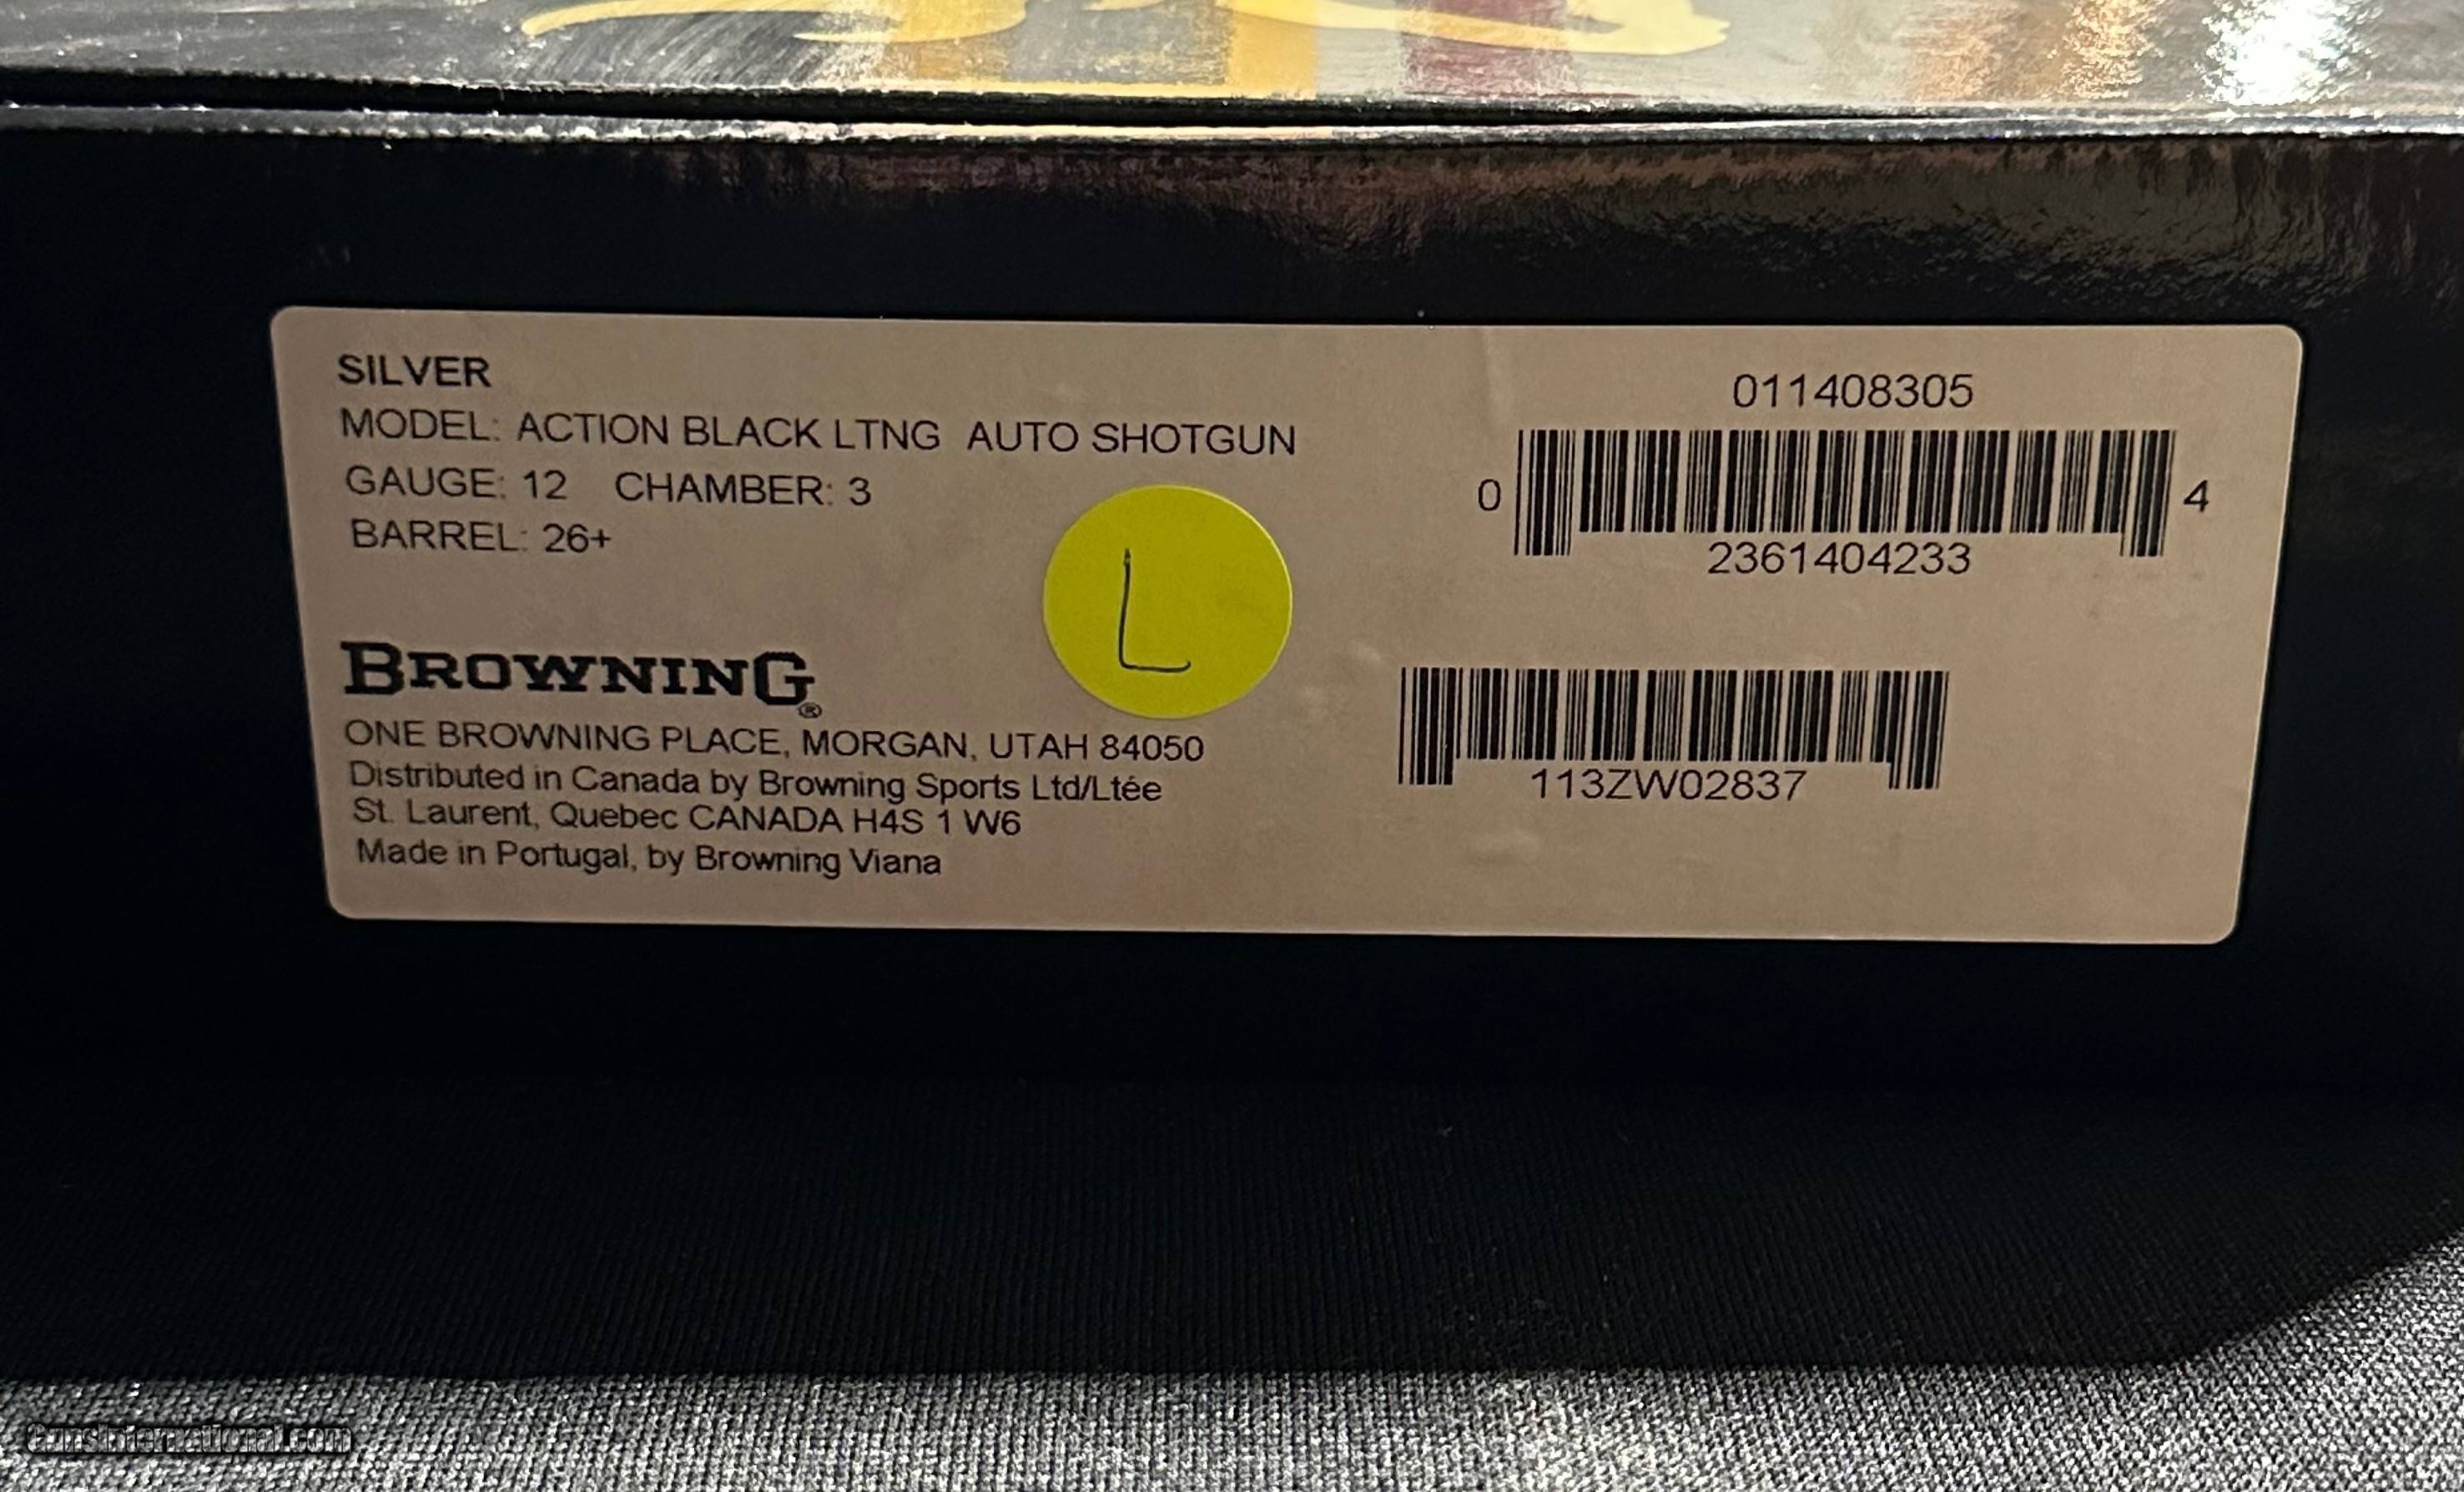 SILVER
MODEL: ACTION BLACK LTNG  AUTO SHOTGUN
GAUGE: 12    CHAMBER: 3
BARREL: 26+
BROWNING®
ONE BROWNING PLACE, MORGAN, UTAH 84050
Distributed in Canada by Browning Sports Ltd/Ltée
St. Laurent, Quebec CANADA H4S 1 W6
Made in Portugal, by Browning Viana
L
011408305
0 4
2361404233
113ZW02837
GunsInternational.com